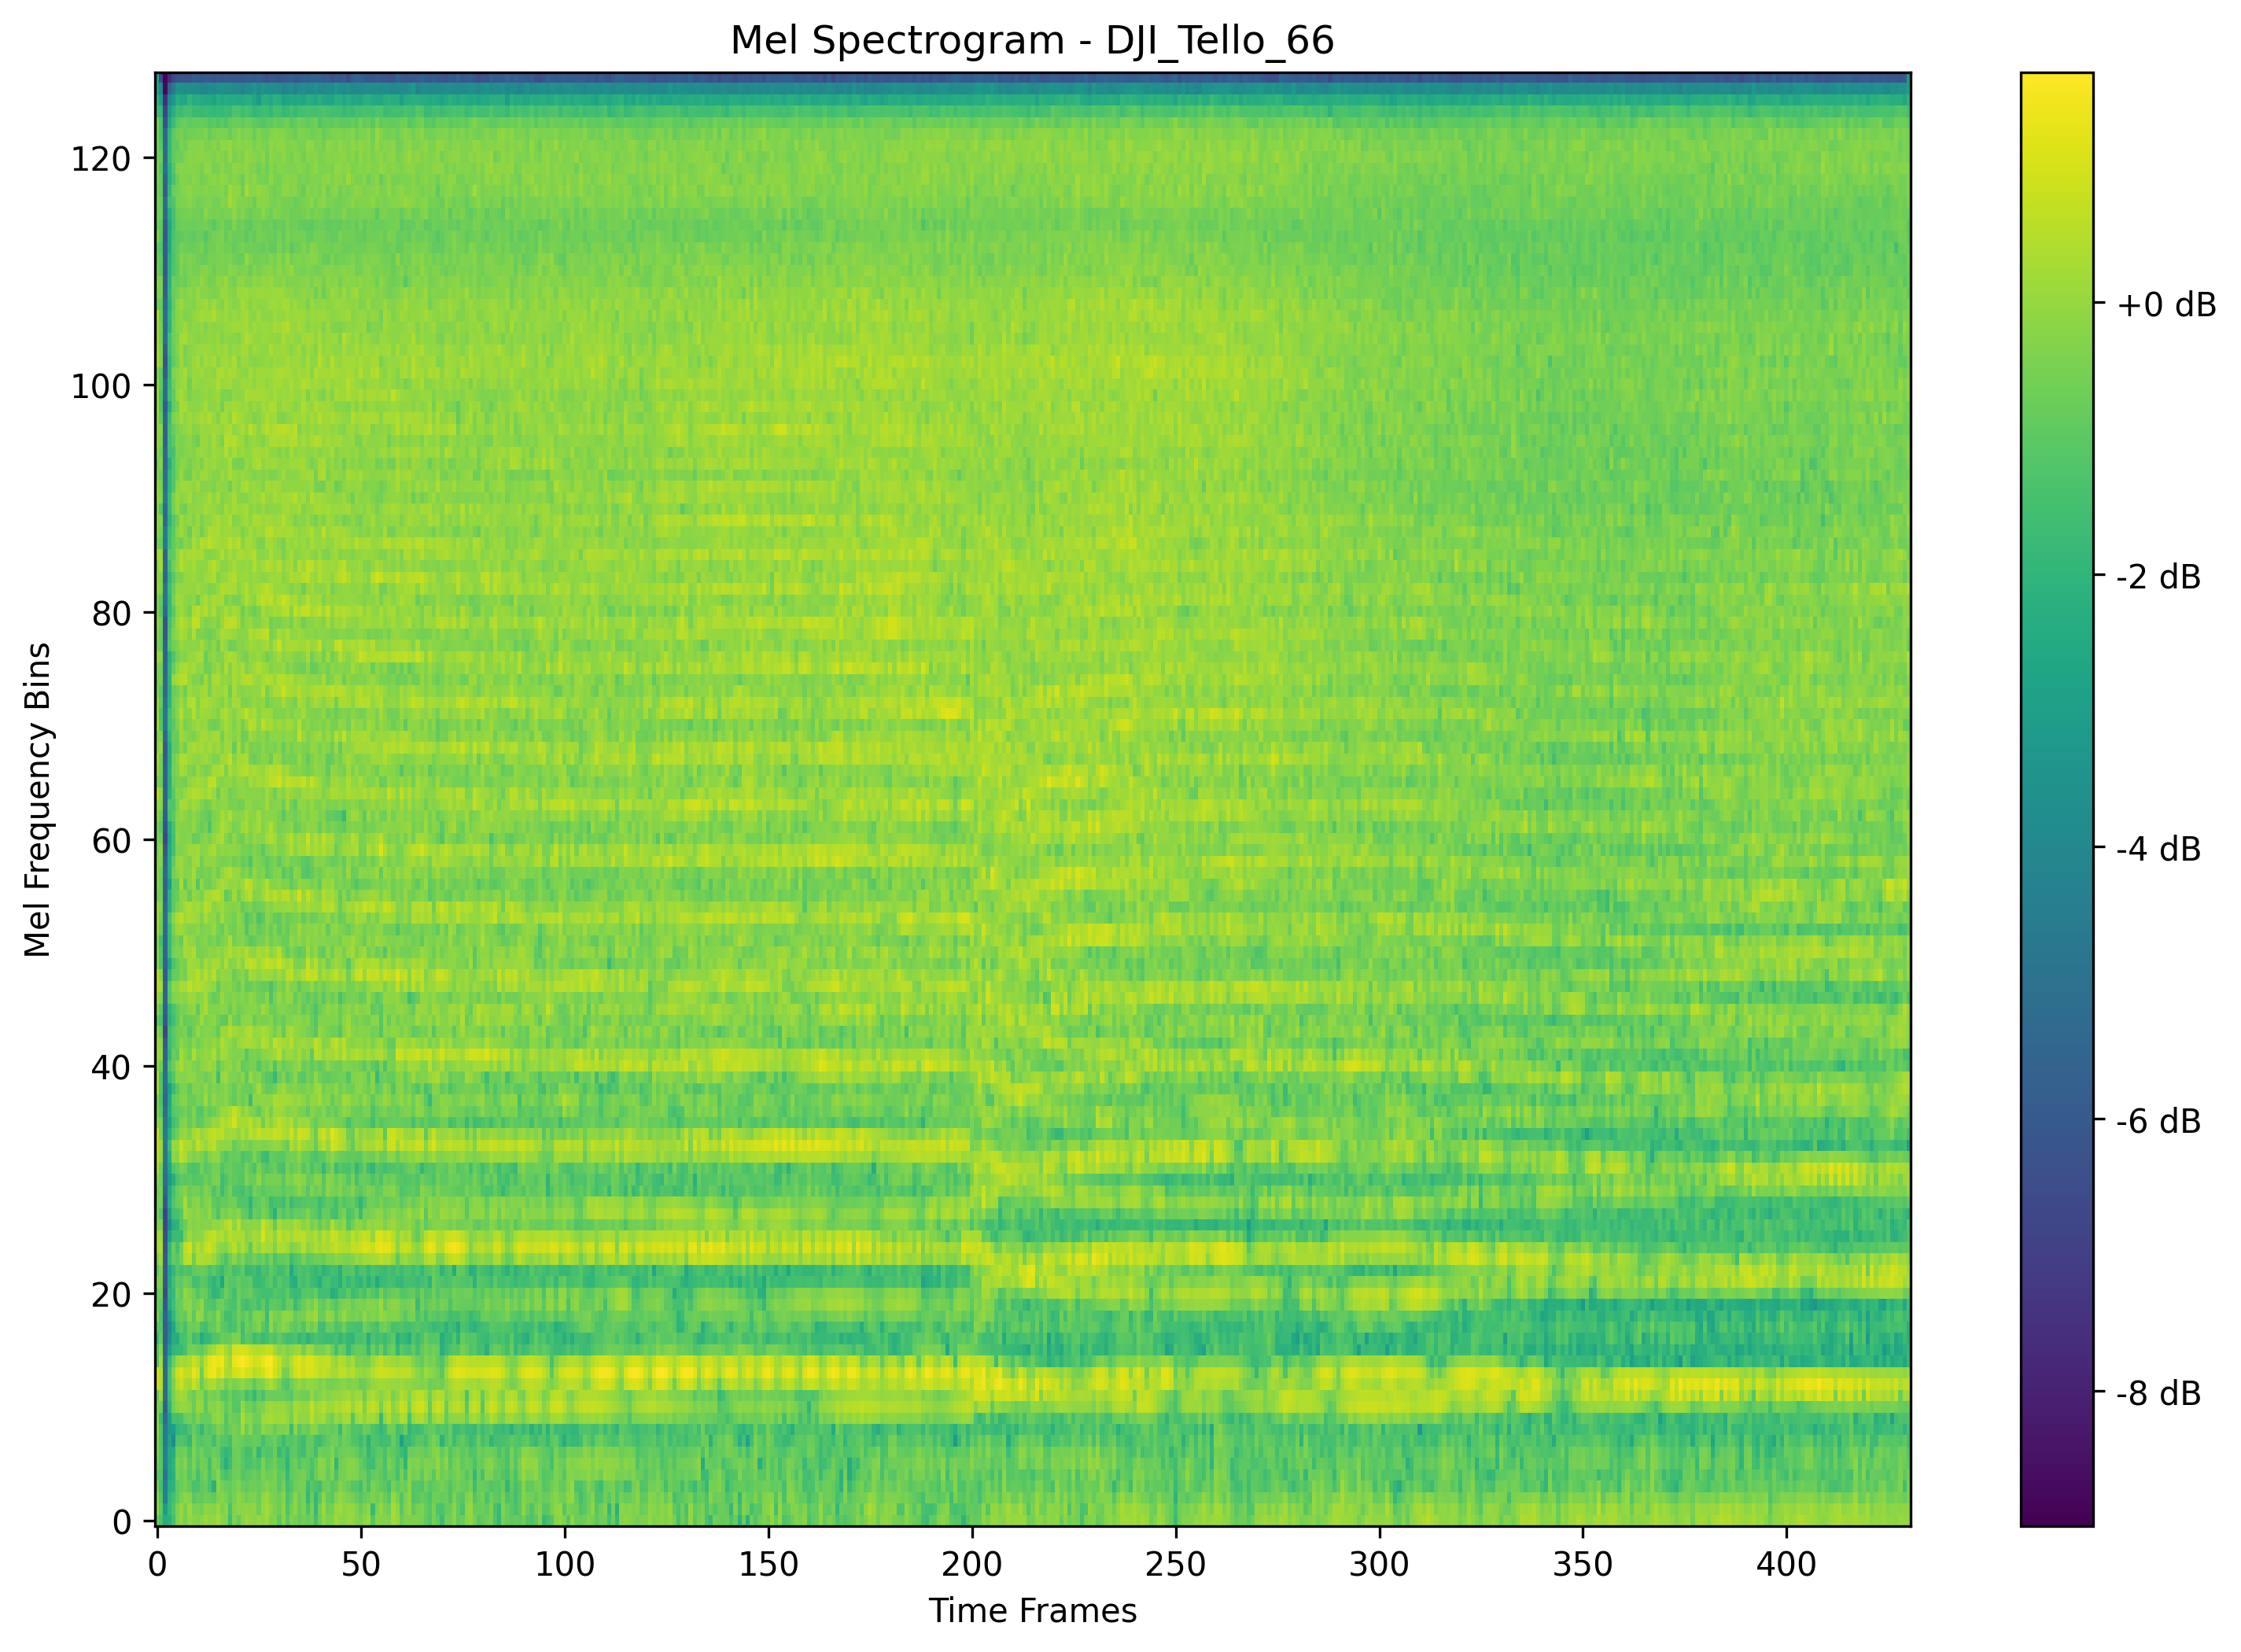 Mel Spectrogram - DJI_Tello_66
Mel Frequency Bins
120
100
80
60
40
20
0
0 50 100 150 200 250 300 350 400
Time Frames
+0 dB
-2 dB
-4 dB
-6 dB
-8 dB